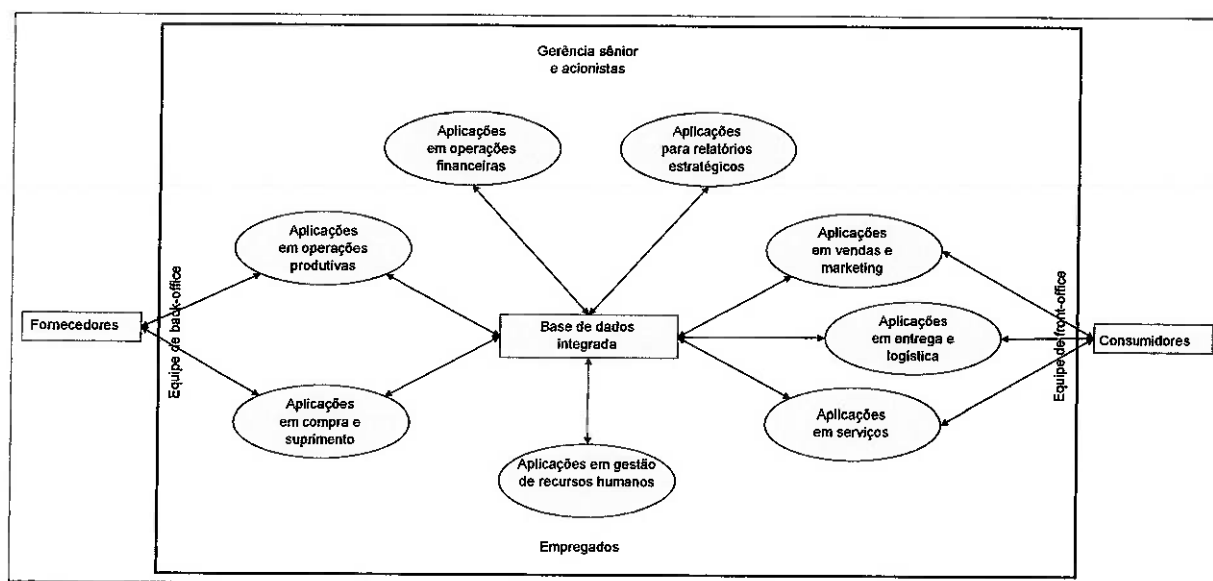 Gerência sênior
e acionistas
Aplicações
em operações
financeiras
Aplicações
para relatórios
estratégicos
Aplicações
em operações
produtivas
Aplicações
em vendas e
marketing
Fornecedores
Equipe de back-office
Base de dados
integrada
Aplicações
em entrega e
logística
Equipe de front-office
Consumidores
Aplicações
em compra e
suprimento
Aplicações
em serviços
Aplicações em gestão
de recursos humanos
Empregados